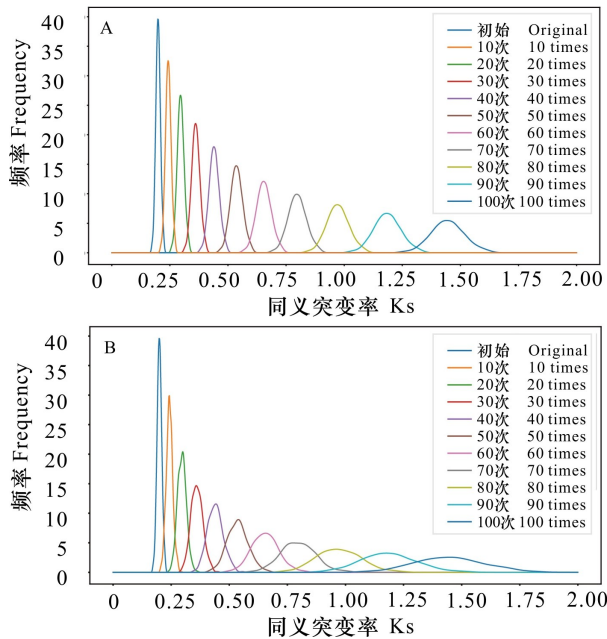 A
频率 Frequency
40
35
30
25
20
15
10
5
0
初始 Original
10次 10 times
20次 20 times
30次 30 times
40次 40 times
50次 50 times
60次 60 times
70次 70 times
80次 80 times
90次 90 times
100次 100 times
0 0.25 0.50 0.75 1.00 1.25 1.50 1.75 2.00
同义突变率 Ks
B
频率 Frequency
40
35
30
25
20
15
10
5
0
初始 Original
10次 10 times
20次 20 times
30次 30 times
40次 40 times
50次 50 times
60次 60 times
70次 70 times
80次 80 times
90次 90 times
100次 100 times
0 0.25 0.50 0.75 1.00 1.25 1.50 1.75 2.00
同义突变率 Ks